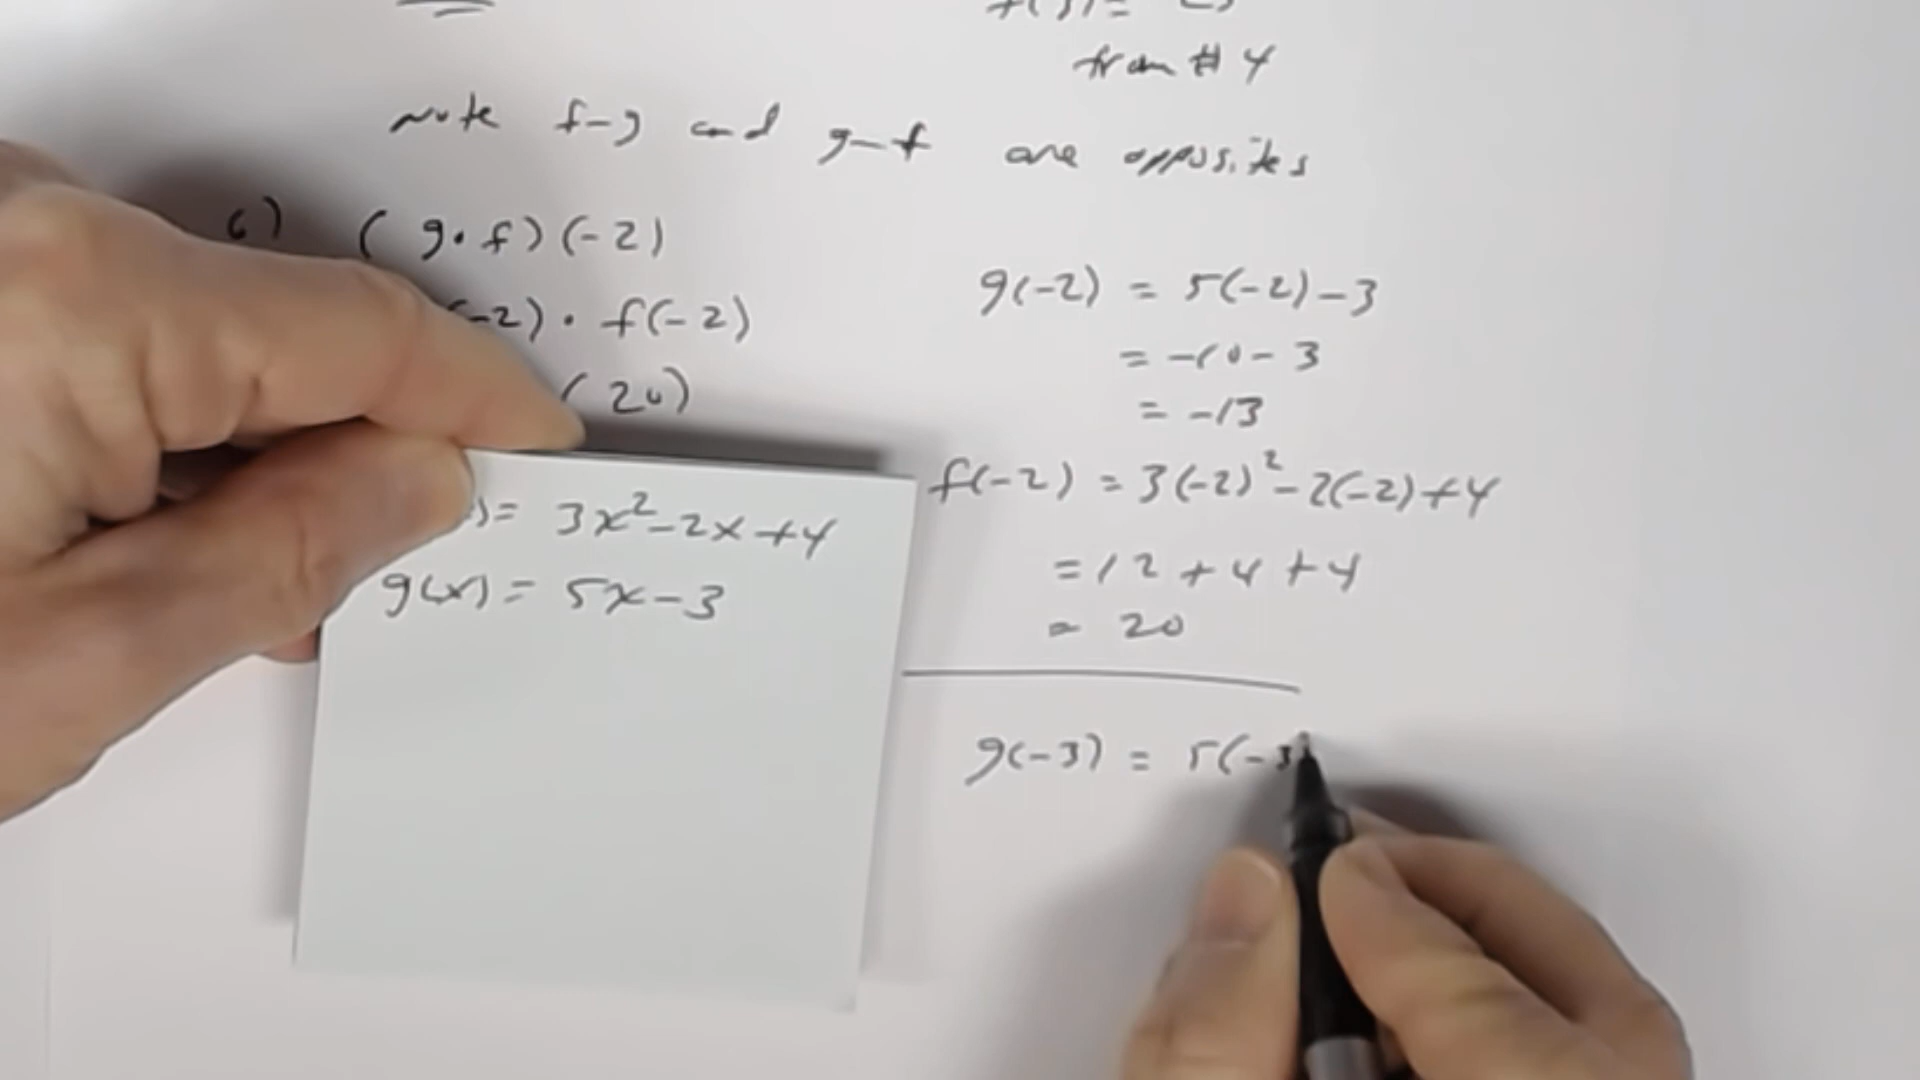 from # 4
note f-g and g-f are opposites
6) (g·f)(-2)
-2) · f(-2)
(20)
g(-2) = 5(-2)-3
= -10-3
= -13
f(-2) = 3(-2)²-2(-2)+4
= 12+4+4
= 20
)= 3x²-2x+4
g(x)= 5x-3
g(-3) = 5(-3